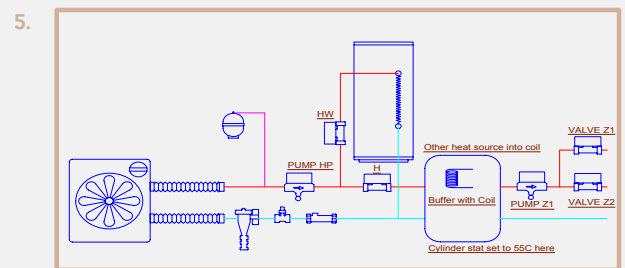 5.
HW
VALVE Z1
Other heat source into coil
PUMP HP
H
Buffer with Coil
PUMP Z1
VALVE Z2
Cylinder stat set to 55C here